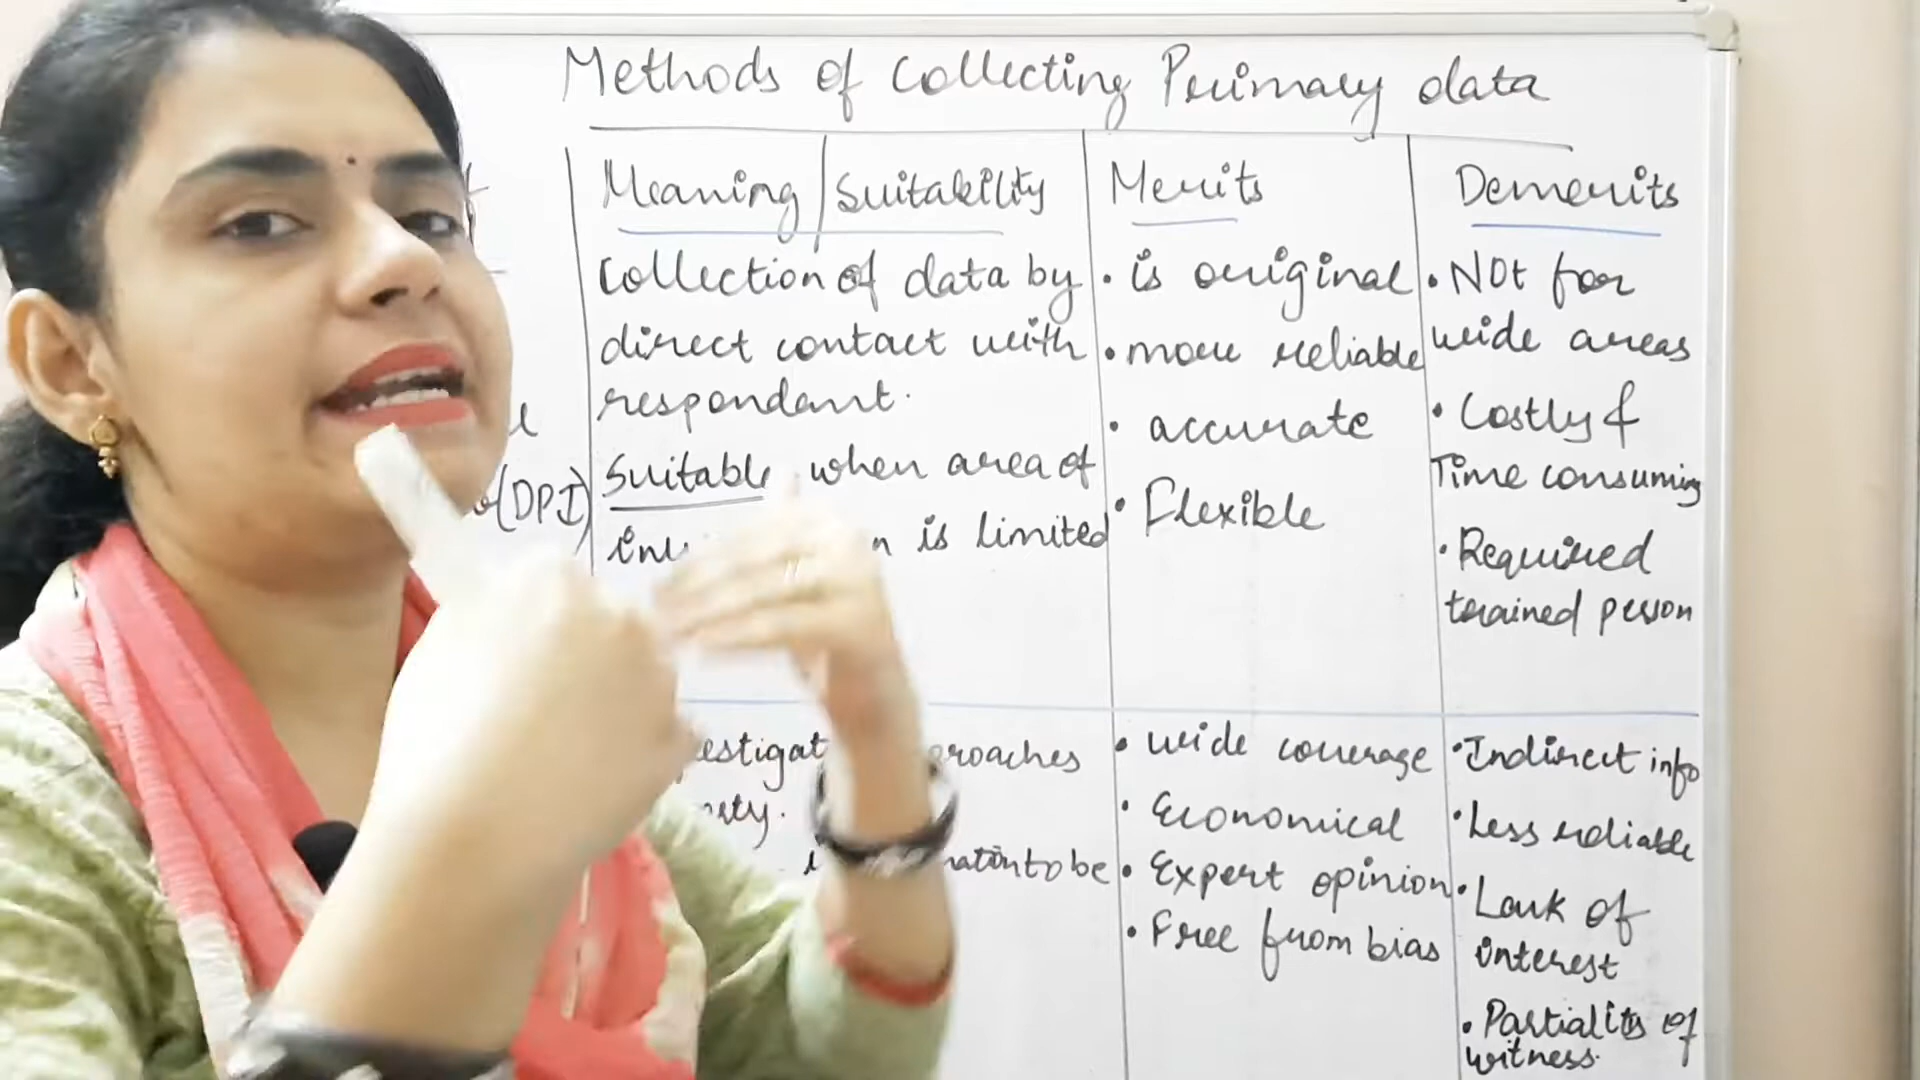 Methods of Collecting Primary data
Meaning/Suitability
Merits
Demerits
Collection of data by
direct contact with
respondant.
Suitable when area of
is limited
(DPI)
• is original
• more reliable
• accurate
• Flexible
• Not for
wide areas
• Costly &
Time consuming
• Required
trained person
to be
• wide coverage
• Economical
• Expert opinion
• Free from bias
• Indirect info
• Less reliable
• Lack of
interest
• Partiality of
witness.